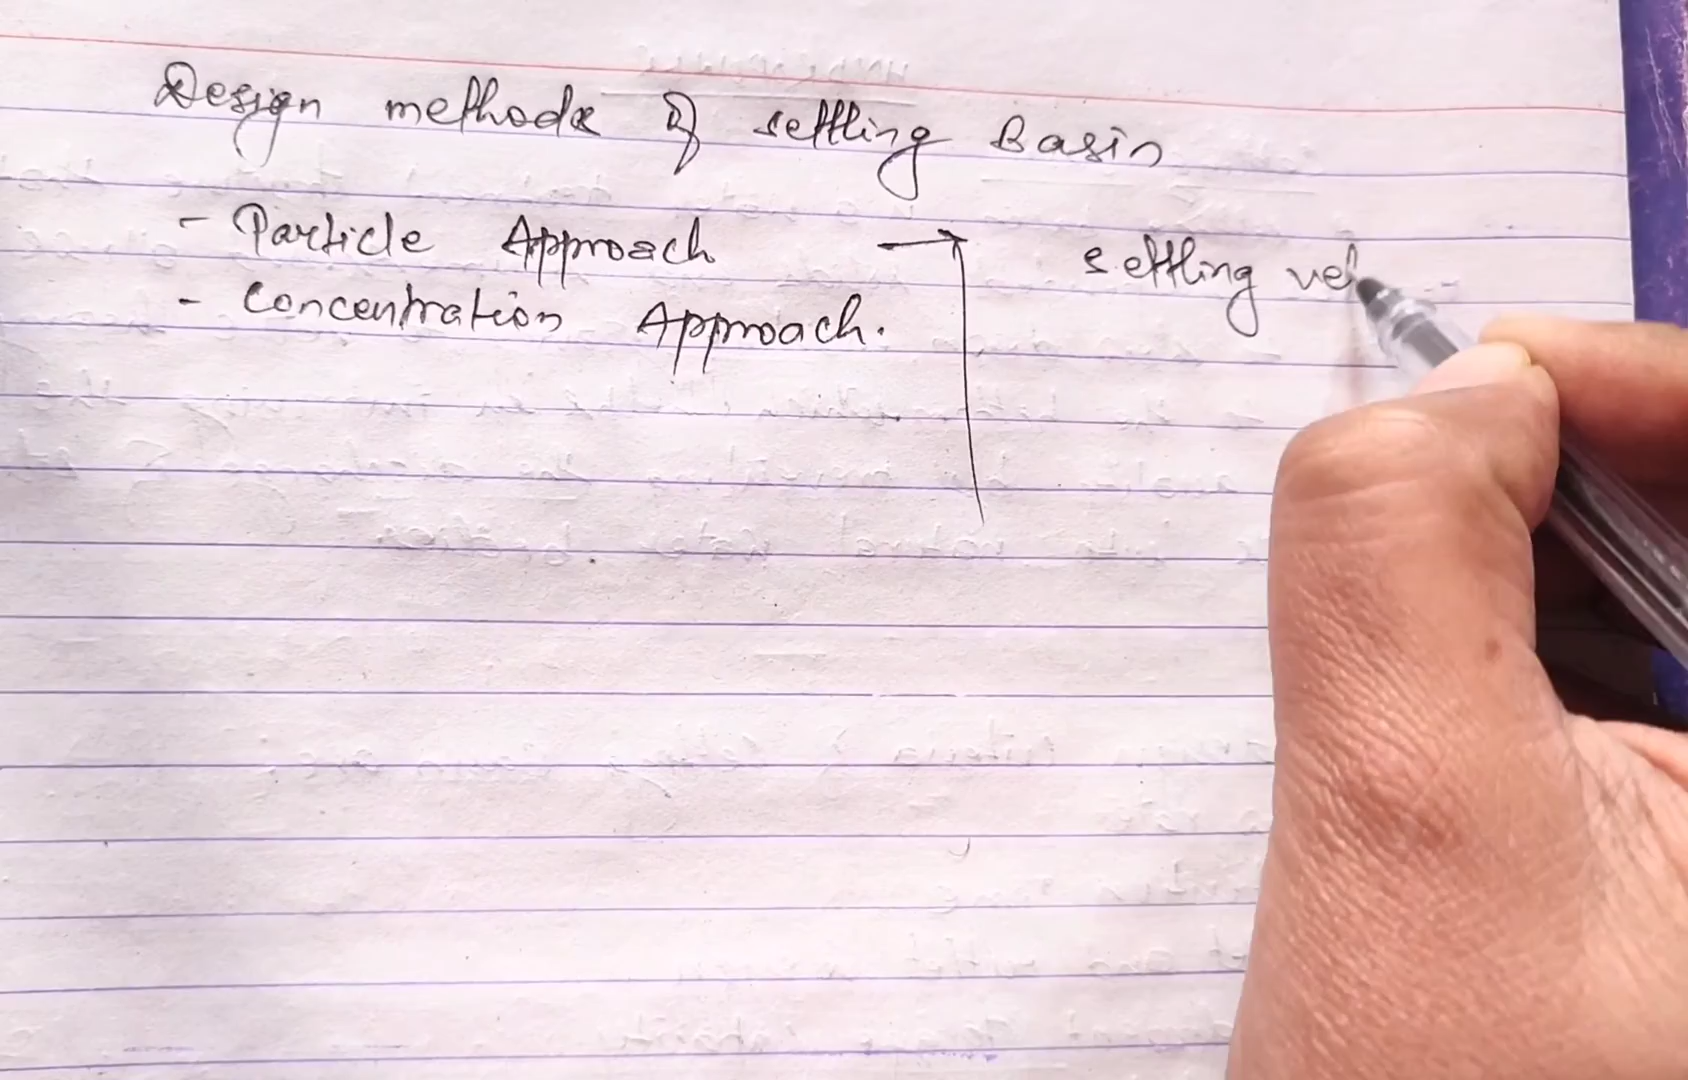 Design methods of settling Basin
- Particle Approach → settling vel
- Concentration Approach.